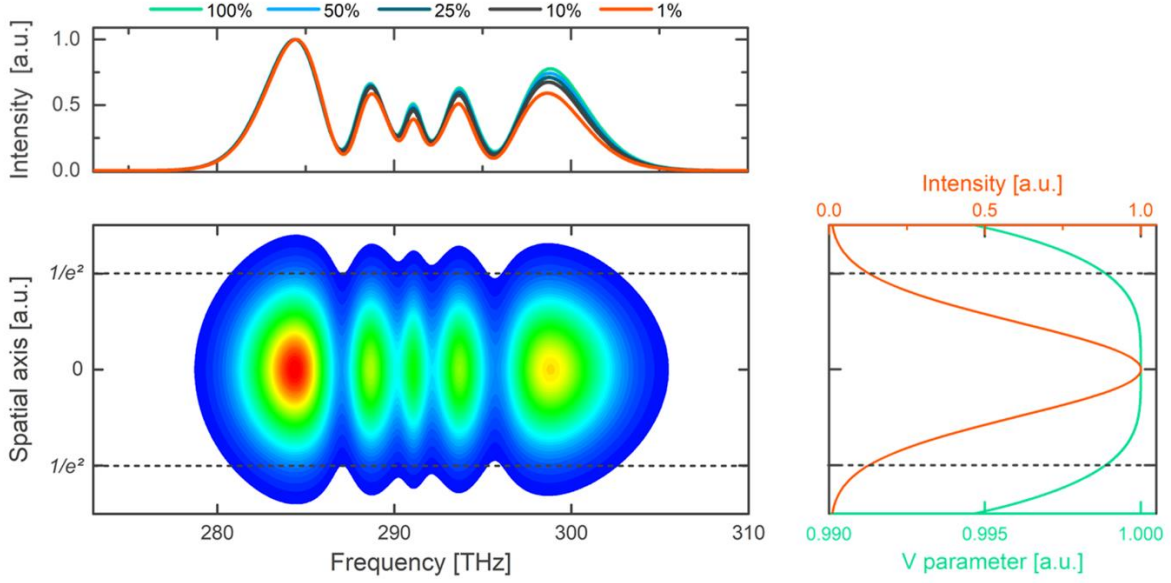 100% 50% 25% 10% 1%
Intensity [a.u.]
1.0
0.5
0.0
Spatial axis [a.u.]
1/e²
0
1/e²
280 290 300 310
Frequency [THz]
Intensity [a.u.]
0.0 0.5 1.0
0.990 0.995 1.000
V parameter [a.u.]